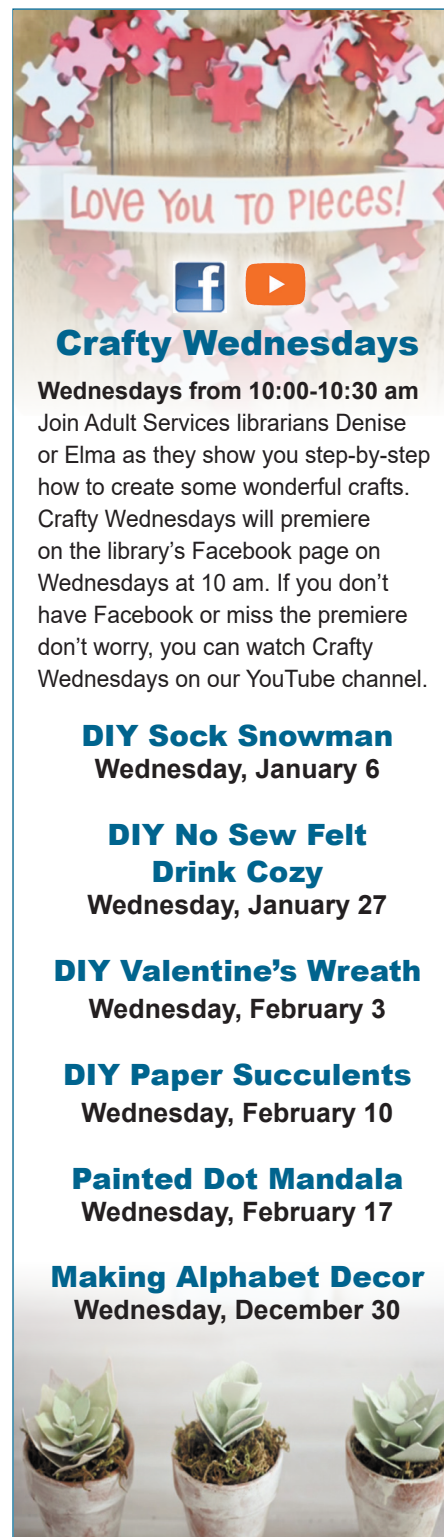 LOVE YOU TO PIECES!
f
Crafty Wednesdays
Wednesdays from 10:00-10:30 am
Join Adult Services librarians Denise
or Elma as they show you step-by-step
how to create some wonderful crafts.
Crafty Wednesdays will premiere
on the library’s Facebook page on
Wednesdays at 10 am. If you don’t
have Facebook or miss the premiere
don’t worry, you can watch Crafty
Wednesdays on our YouTube channel.
DIY Sock Snowman
Wednesday, January 6
DIY No Sew Felt
Drink Cozy
Wednesday, January 27
DIY Valentine’s Wreath
Wednesday, February 3
DIY Paper Succulents
Wednesday, February 10
Painted Dot Mandala
Wednesday, February 17
Making Alphabet Decor
Wednesday, December 30